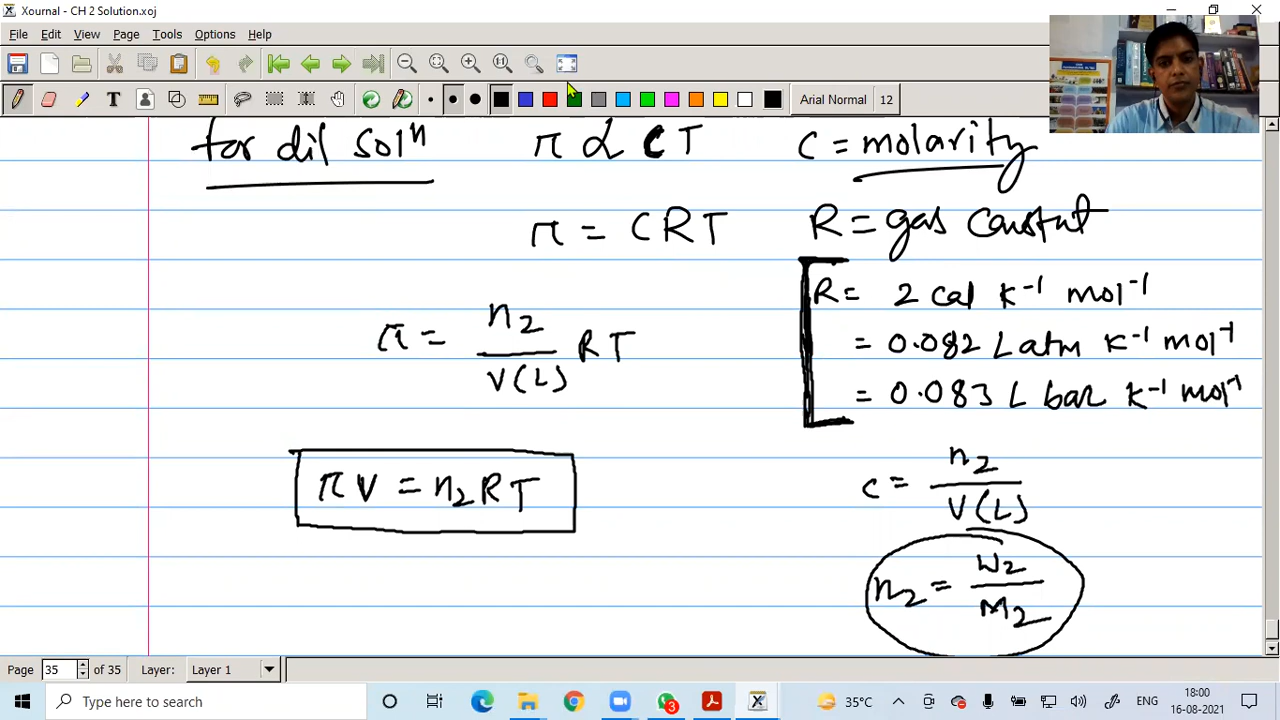 Xournal - CH 2 Solution.xoj
File Edit View Page Tools Options Help
Arial Normal 12
for dil solⁿ π ∝ CT C = molarity
π = CRT R = gas constant
R = 2 cal K⁻¹ mol⁻¹
π = n₂ / V(L) RT = 0.082 L atm K⁻¹ mol⁻¹
= 0.083 L bar K⁻¹ mol⁻¹
πV = n₂RT c = n₂ / V(L)
n₂ = W₂ / M₂
Page 35 of 35 Layer: Layer 1
Type here to search 3 35°C ENG 18:00
16-08-2021